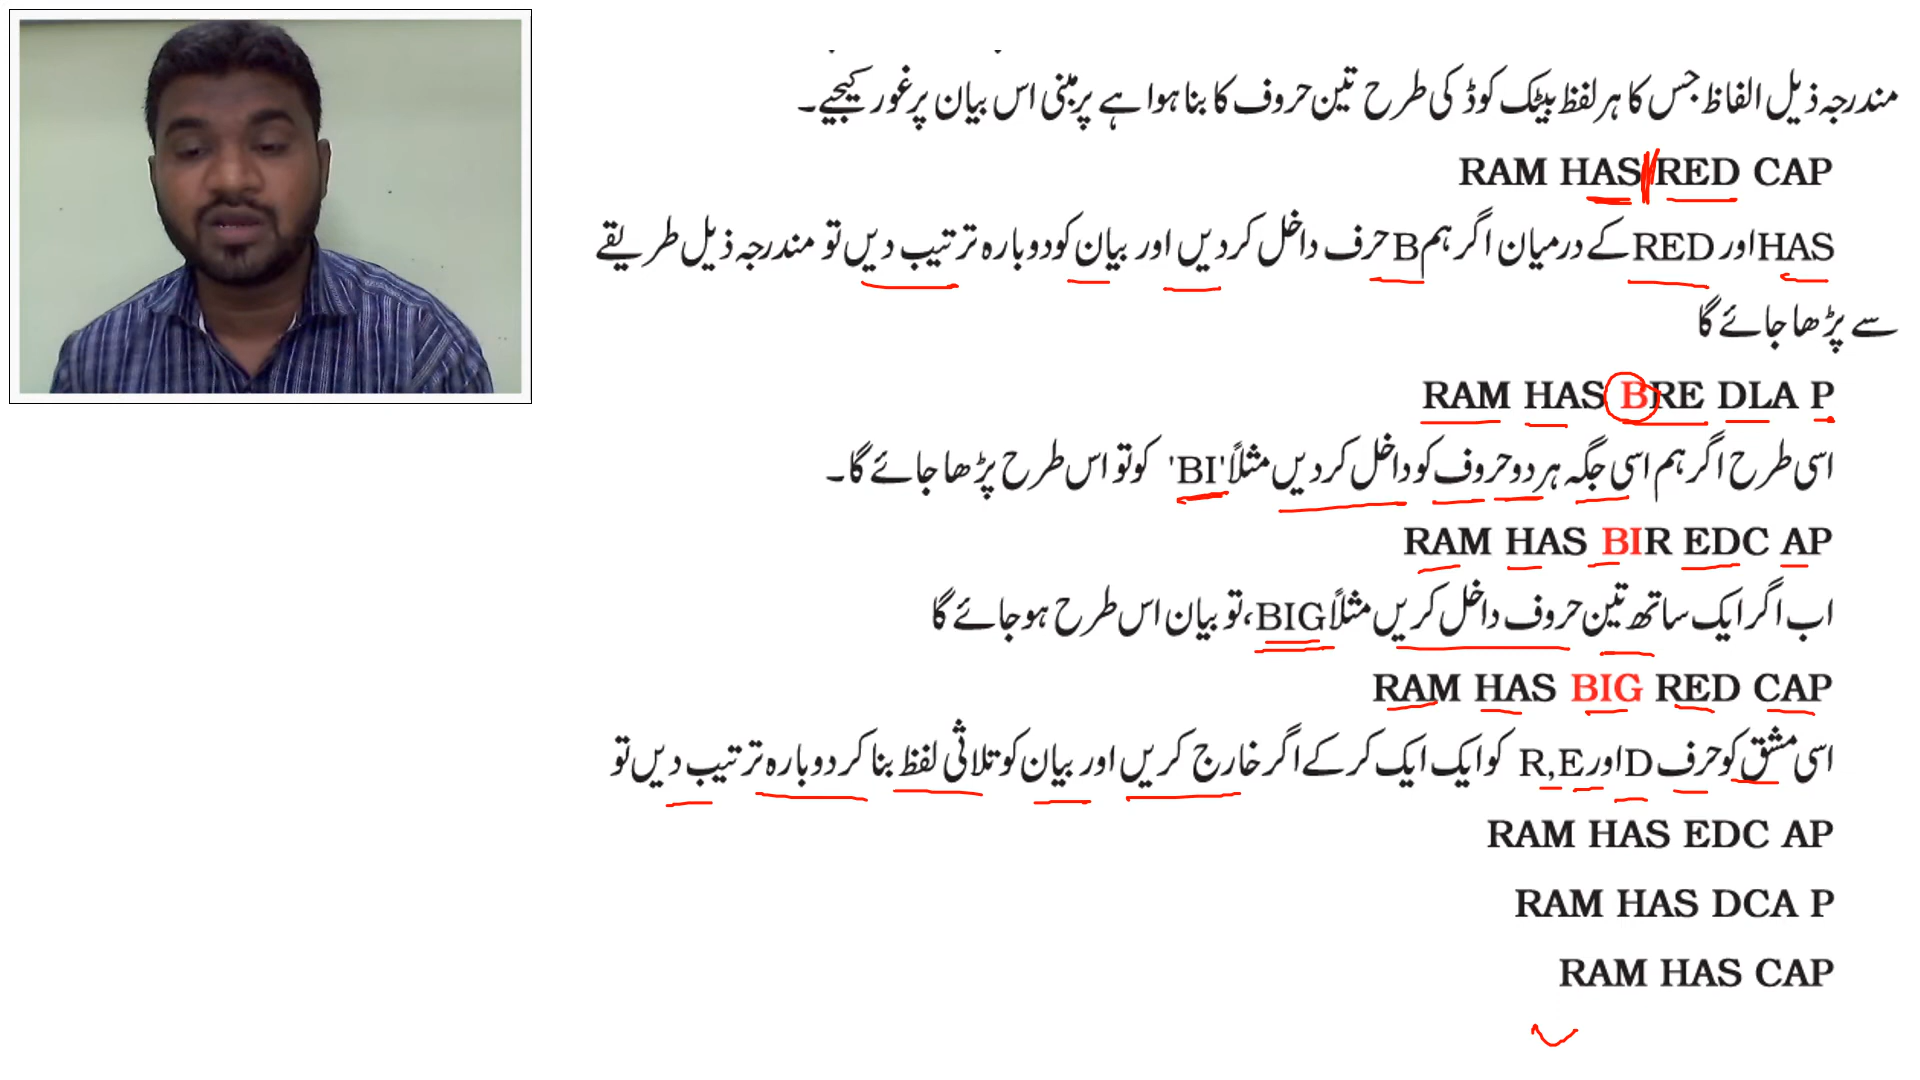 مندرجہ ذیل الفاظ جس کا ہر لفظ بیٹک کوڈ کی طرح تین حروف کا بنا ہوا ہے پر مبنی اس بیان پر غور کیجیے۔
RAM HAS RED CAP
HAS اور RED کے درمیان اگر ہم B حرف داخل کردیں اور بیان کو دوبارہ ترتیب دیں تو مندرجہ ذیل طریقے
سے پڑھا جائے گا
RAM HAS BRE DLA P
اسی طرح اگر ہم اسی جگہ ہر دو حروف کو داخل کردیں مثلاً 'BI' کو تو اس طرح پڑھا جائے گا۔
RAM HAS BIR EDC AP
اب اگر ایک ساتھ تین حروف داخل کریں مثلاً BIG، تو بیان اس طرح ہوجائے گا
RAM HAS BIG RED CAP
اسی مشق کو حرف R,E اور D کو ایک ایک کر کے اگر خارج کریں اور بیان کو تلاثی لفظ بنا کر دوبارہ ترتیب دیں تو
RAM HAS EDC AP
RAM HAS DCA P
RAM HAS CAP